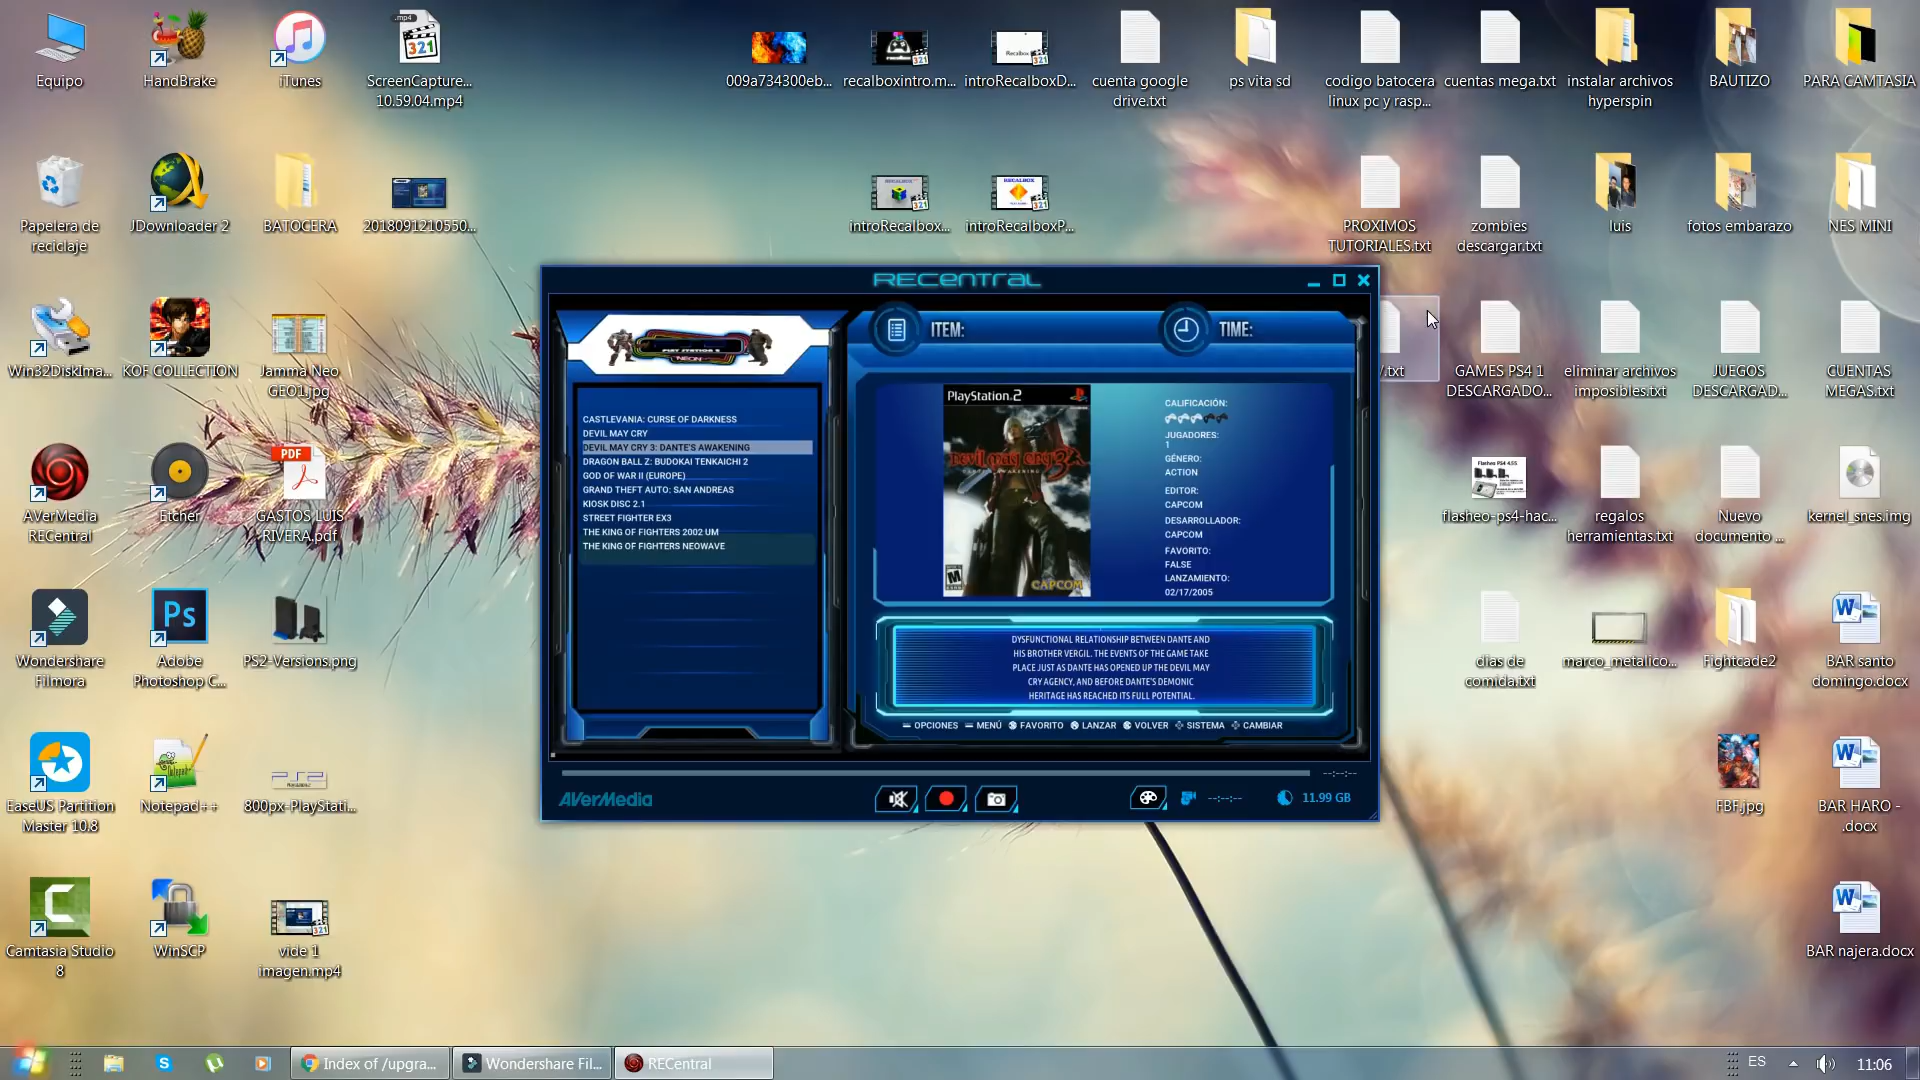 Equipo
HandBrake
iTunes
.mp4
321
ScreenCapture...
10.59.04.mp4
009a734300eb...
recalboxintro.m...
introRecalboxD...
cuenta google
drive.txt
ps vita sd
codigo batocera
linux pc y rasp...
cuentas mega.txt
instalar archivos
hyperspin
BAUTIZO
PARA CAMTASIA
Papelera de
reciclaje
JDownloader 2
BATOCERA
2018091210550...
introRecalbox...
introRecalboxP...
PROXIMOS
TUTORIALES.txt
zombies
descargar.txt
luis
fotos embarazo
NES MINI
Win32DiskIma...
KOF COLLECTION
Jamma Neo
GEO1.jpg
/.txt
GAMES PS4 1
DESCARGADO...
eliminar archivos
imposibles.txt
JUEGOS
DESCARGAD...
CUENTAS
MEGAS.txt
AVerMedia
RECentral
Etcher
PDF
GASTOS LUIS
RIVERA.pdf
flasheo-ps4-hac...
regalos
herramientas.txt
Nuevo
documento ...
kernel_snes.img
Wondershare
Filmora
Ps
Adobe
Photoshop C...
PS2-Versions.png
dias de
comida.txt
marco_metalico...
Fightcade2
BAR santo
domingo.docx
EaseUS Partition
Master 10.8
Notepad++
800px-PlayStati...
FBF.jpg
BAR HARO -
.docx
Camtasia Studio
8
WinSCP
vide 1
imagen.mp4
BAR najera.docx
RECentral
PLAY STATION 2
NEON
ITEM:
TIME:
CASTLEVANIA: CURSE OF DARKNESS
DEVIL MAY CRY
DEVIL MAY CRY 3: DANTE'S AWAKENING
DRAGON BALL Z: BUDOKAI TENKAICHI 2
GOD OF WAR II (EUROPE)
GRAND THEFT AUTO: SAN ANDREAS
KIOSK DISC 2.1
STREET FIGHTER EX3
THE KING OF FIGHTERS 2002 UM
THE KING OF FIGHTERS NEOWAVE
PlayStation.2
Devil may cry 3
DANTE'S AWAKENING
M
CAPCOM
CALIFICACIÓN:
JUGADORES:
1
GÉNERO:
ACTION
EDITOR:
CAPCOM
DESARROLLADOR:
CAPCOM
FAVORITO:
FALSE
LANZAMIENTO:
02/17/2005
DYSFUNCTIONAL RELATIONSHIP BETWEEN DANTE AND
HIS BROTHER VERGIL. THE EVENTS OF THE GAME TAKE
PLACE JUST AS DANTE HAS OPENED UP THE DEVIL MAY
CRY AGENCY, AND BEFORE DANTE'S DEMONIC
HERITAGE HAS REACHED ITS FULL POTENTIAL.
OPCIONES MENÚ FAVORITO LANZAR VOLVER SISTEMA CAMBIAR
--:--:--
AVerMedia
--:--:--
11.99 GB
Index of /upgra...
Wondershare Fil...
RECentral
ES
11:06